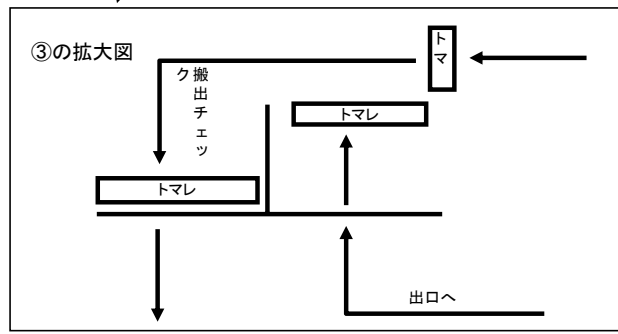 ③の拡大図
トマ
搬出チェック
トマレ
トマレ
出口へ